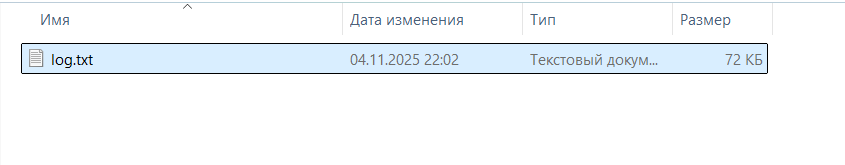 Имя Дата изменения Тип Размер
log.txt 04.11.2025 22:02 Текстовый докум... 72 КБ